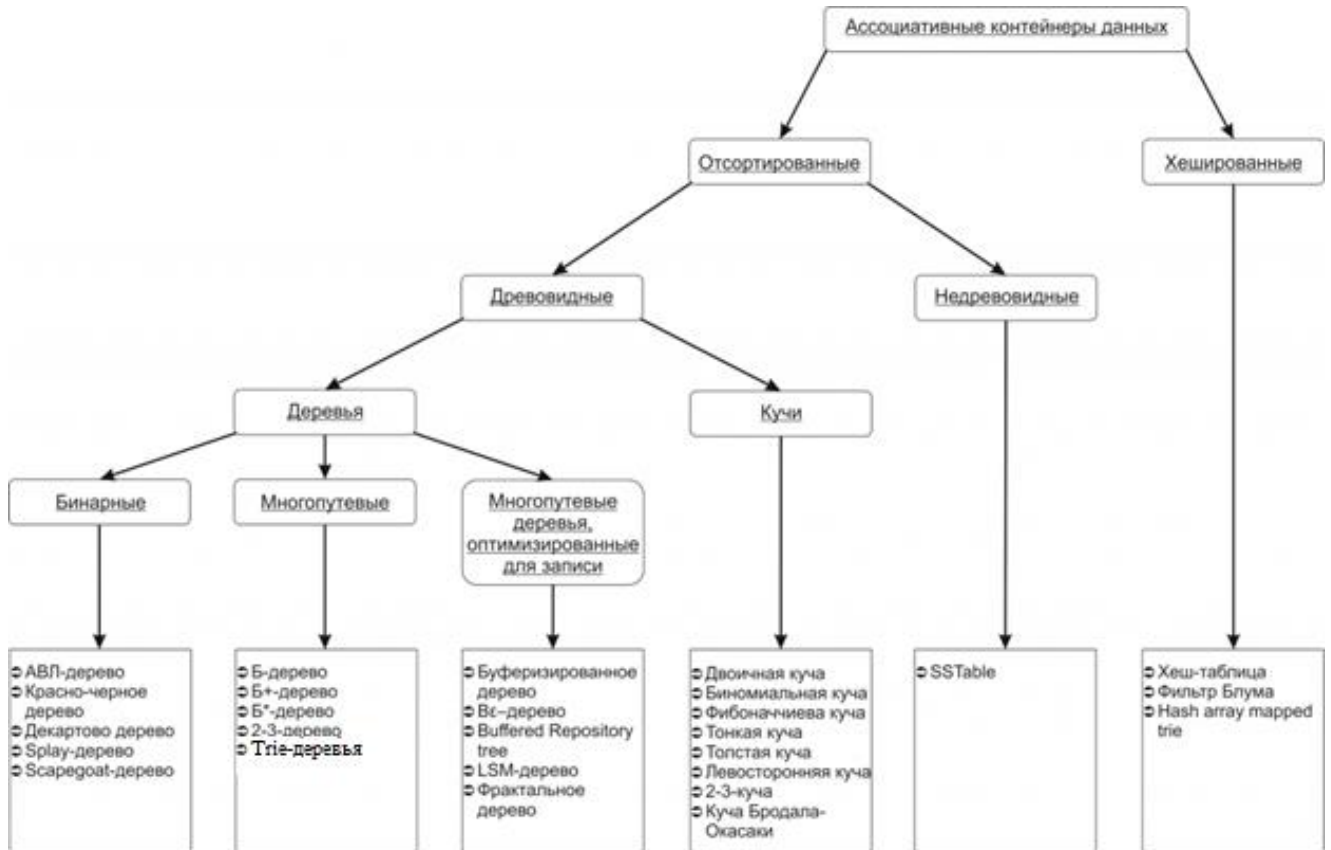 Ассоциативные контейнеры данных
Отсортированные
Хешированные
Древовидные
Недревовидные
Деревья
Кучи
Бинарные
Многопутевые
Многопутевые
деревья,
оптимизированные
для записи
АВЛ-дерево
Красно-черное
дерево
Декартово дерево
Splay-дерево
Scapegoat-дерево
Б-дерево
Б+-дерево
Б*-дерево
2-3-дерево
Trie-деревья
Буферизированное
дерево
Bε–дерево
Buffered Repository
tree
LSM-дерево
Фрактальное
дерево
Двоичная куча
Биномиальная куча
Фибоначчиева куча
Тонкая куча
Толстая куча
Левосторонняя куча
2-3-куча
Куча Бродала-
Окасаки
SSTable
Хеш-таблица
Фильтр Блума
Hash array mapped
trie